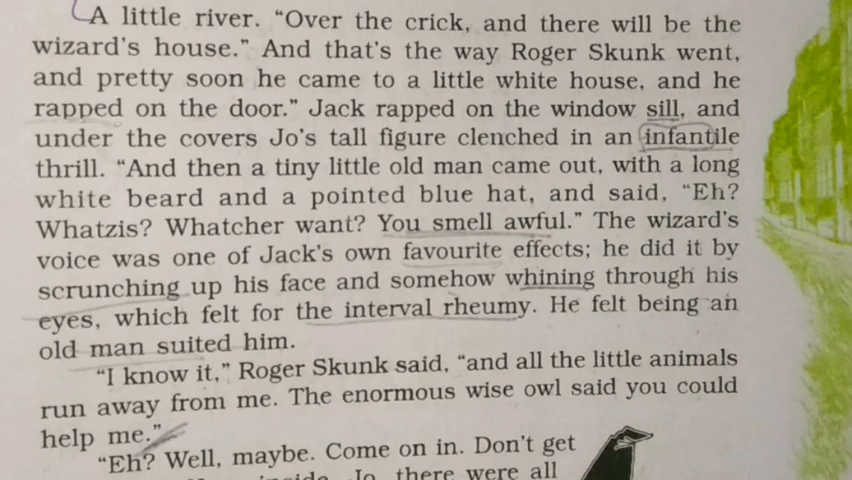 A little river. “Over the crick, and there will be the
wizard’s house.” And that’s the way Roger Skunk went,
and pretty soon he came to a little white house, and he
rapped on the door.” Jack rapped on the window sill, and
under the covers Jo’s tall figure clenched in an infantile
thrill. “And then a tiny little old man came out, with a long
white beard and a pointed blue hat, and said, “Eh?
Whatzis? Whatcher want? You smell awful.” The wizard’s
voice was one of Jack’s own favourite effects; he did it by
scrunching up his face and somehow whining through his
eyes, which felt for the interval rheumy. He felt being an
old man suited him.
“I know it,” Roger Skunk said, “and all the little animals
run away from me. The enormous wise owl said you could
help me.”
“Eh? Well, maybe. Come on in. Don’t get
inside, Jo, there were all